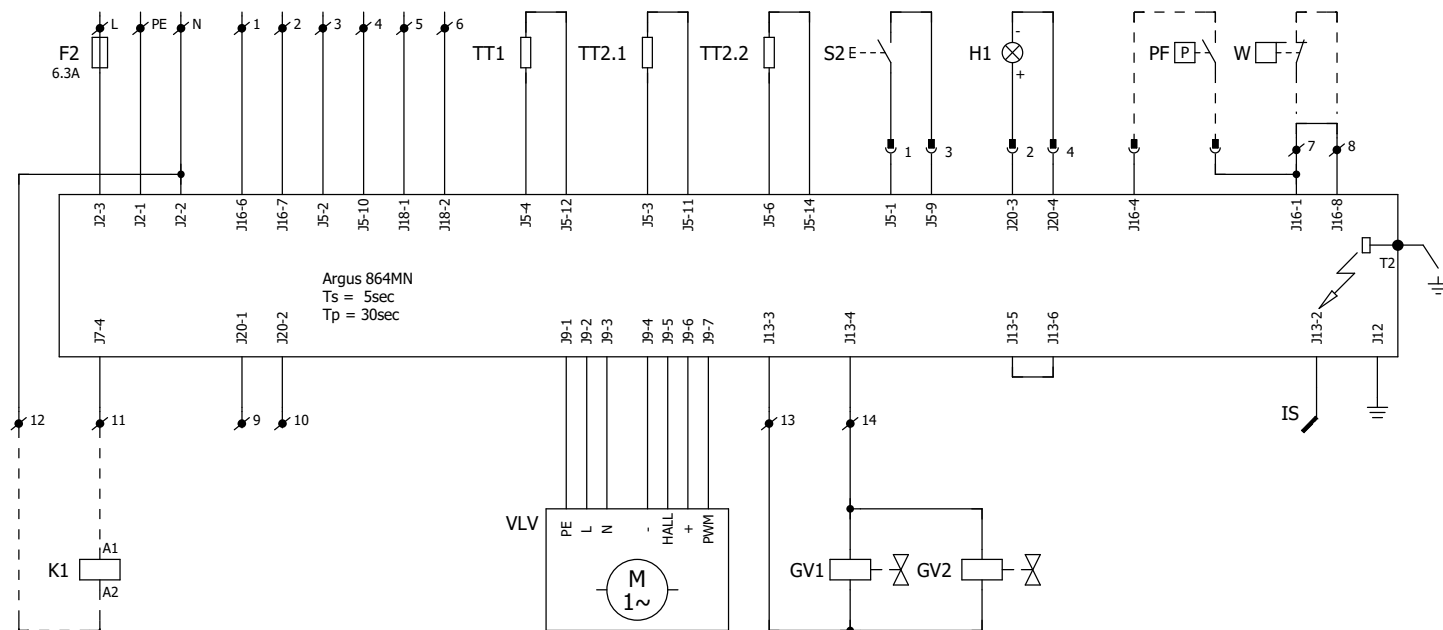 L PE N 1 2 3 4 5 6
F2
6.3A
TT1 TT2.1 TT2.2 S2 E H1 - + PF P W
1 3 2 4 7 8
J2-3 J2-1 J2-2 J16-6 J16-7 J5-2 J5-10 J18-1 J18-2 J5-4 J5-12 J5-3 J5-11 J5-6 J5-14 J5-1 J5-9 J20-3 J20-4 J16-4 J16-1 J16-8
T2
Argus 864MN
Ts = 5sec
Tp = 30sec
J7-4 J20-1 J20-2 J9-1 J9-2 J9-3 J9-4 J9-5 J9-6 J9-7 J13-3 J13-4 J13-5 J13-6 J13-2 J12
12 11 9 10 13 14 IS
VLV PE L N - HALL + PWM
K1 A1 A2
M
1~
GV1 GV2